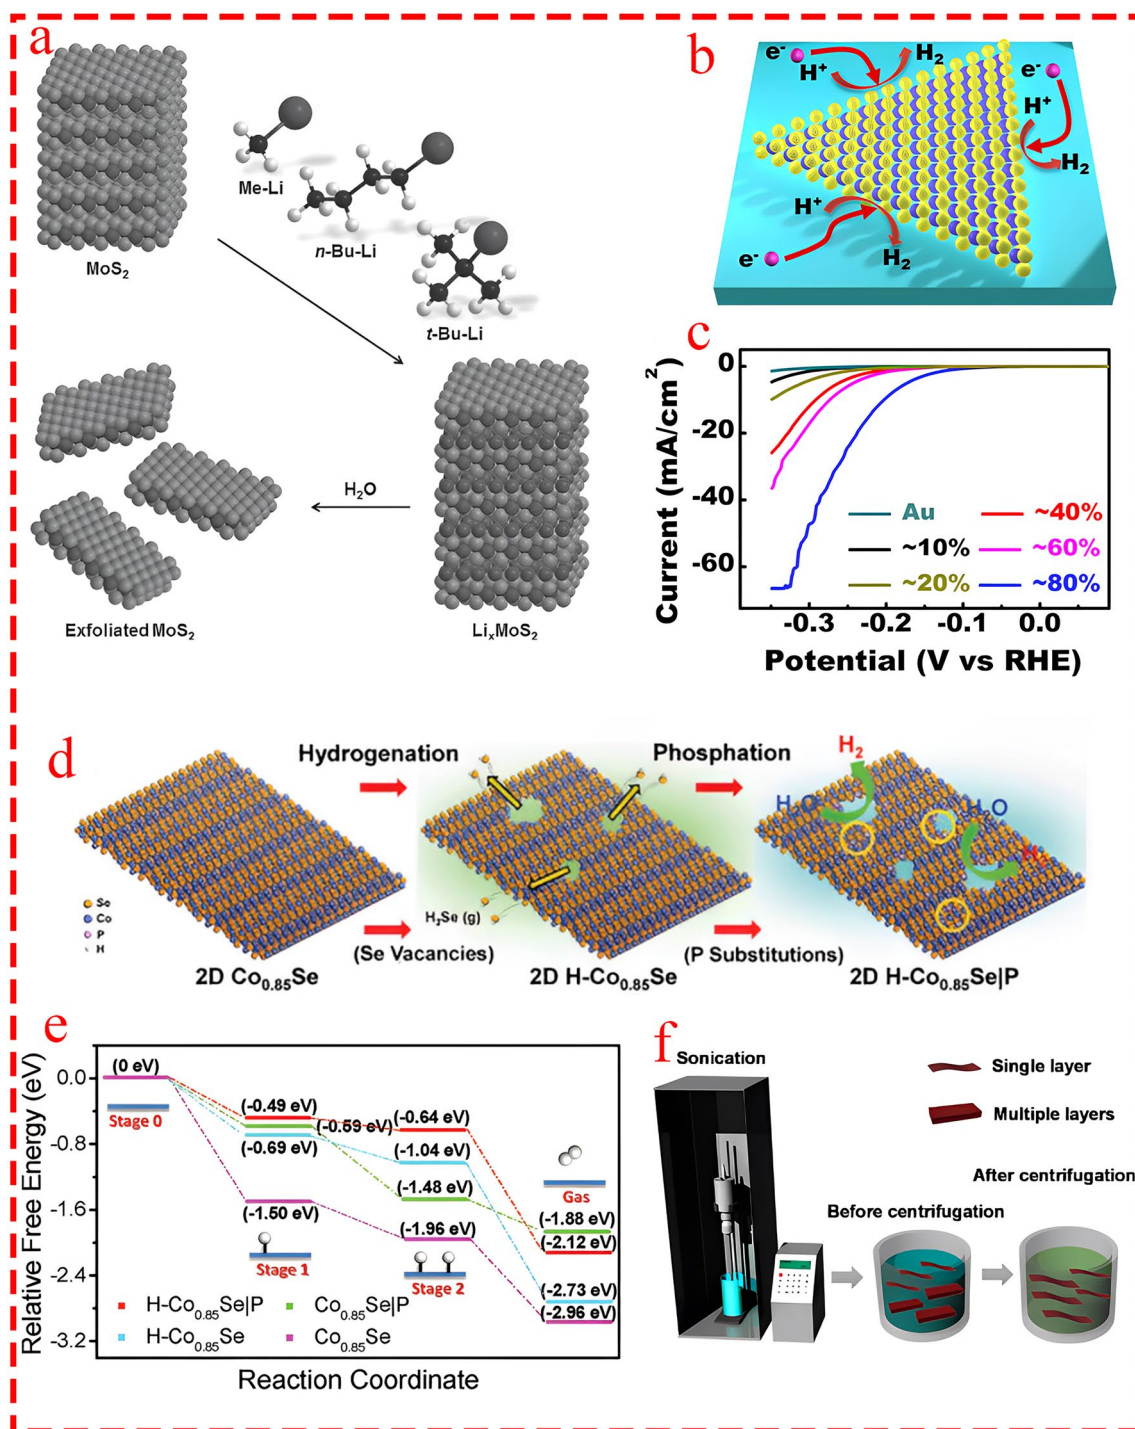 a
MoS2
Me-Li
n-Bu-Li
t-Bu-Li
H2O
Exfoliated MoS2
LixMoS2
b
e-
H+
H2
e-
H+
H2
H+
e-
H2
c
Current (mA/cm2)
0
-20
-40
-60
Au
~10%
~20%
~40%
~60%
~80%
-0.3
-0.2
-0.1
0.0
Potential (V vs RHE)
d
Hydrogenation
Phosphation
H2
H2O
H2O
H2
Se
Co
P
H
H2Se (g)
(Se Vacancies)
(P Substitutions)
2D Co0.85Se
2D H-Co0.85Se
2D H-Co0.85Se|P
e
Relative Free Energy (eV)
0.0
-0.8
-1.6
-2.4
-3.2
(0 eV)
Stage 0
(-0.49 eV)
(-0.59 eV)
(-0.69 eV)
(-1.50 eV)
Stage 1
(-0.64 eV)
(-1.04 eV)
(-1.48 eV)
(-1.96 eV)
Stage 2
Gas
(-1.88 eV)
(-2.12 eV)
(-2.73 eV)
(-2.96 eV)
H-Co0.85Se|P
Co0.85Se|P
H-Co0.85Se
Co0.85Se
Reaction Coordinate
f
Sonication
Single layer
Multiple layers
Before centrifugation
After centrifugation